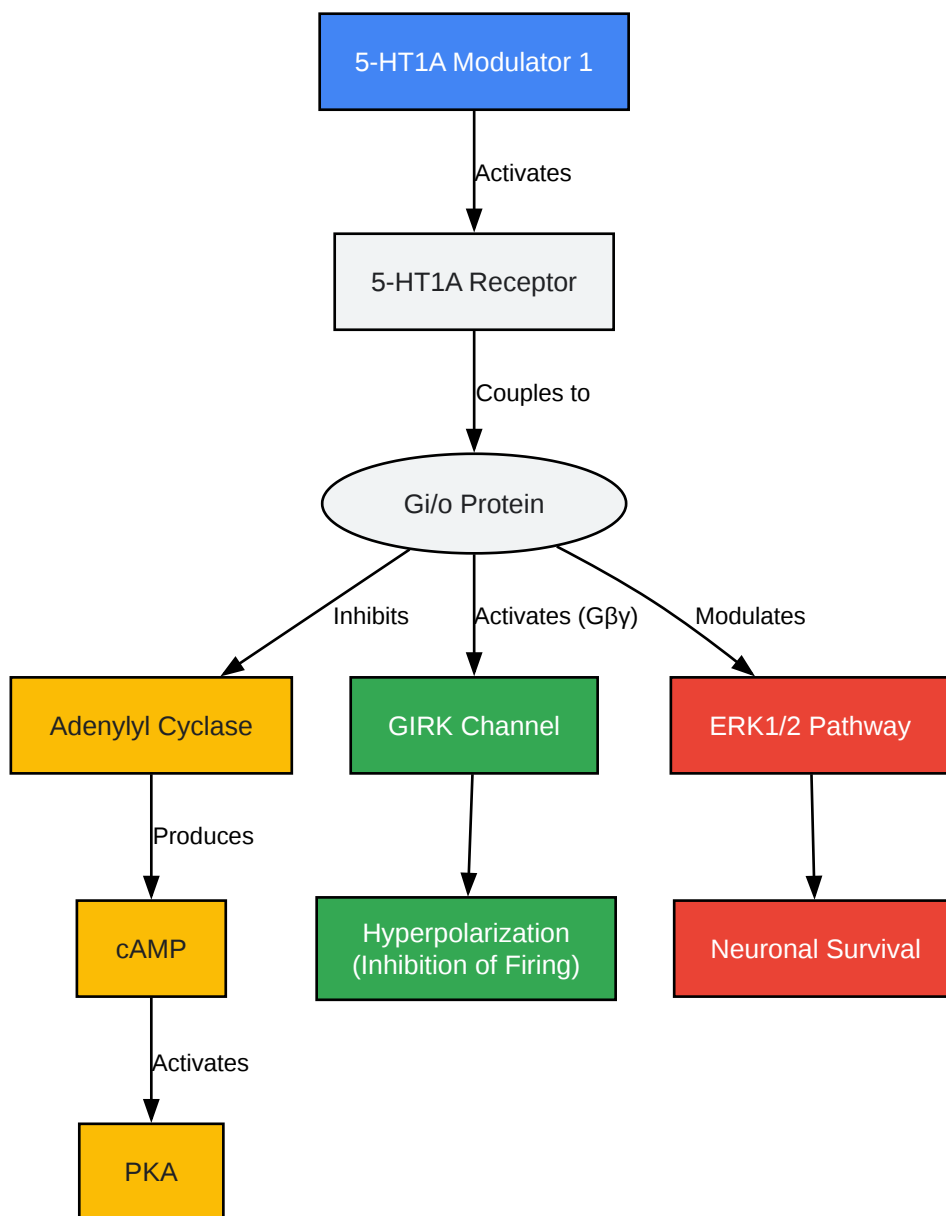 5-HT1A Modulator 1
Activates
5-HT1A Receptor
Couples to
Gi/o Protein
Inhibits
Activates (Gβγ)
Modulates
Adenylyl Cyclase
GIRK Channel
ERK1/2 Pathway
Produces
cAMP
Hyperpolarization
(Inhibition of Firing)
Neuronal Survival
Activates
PKA